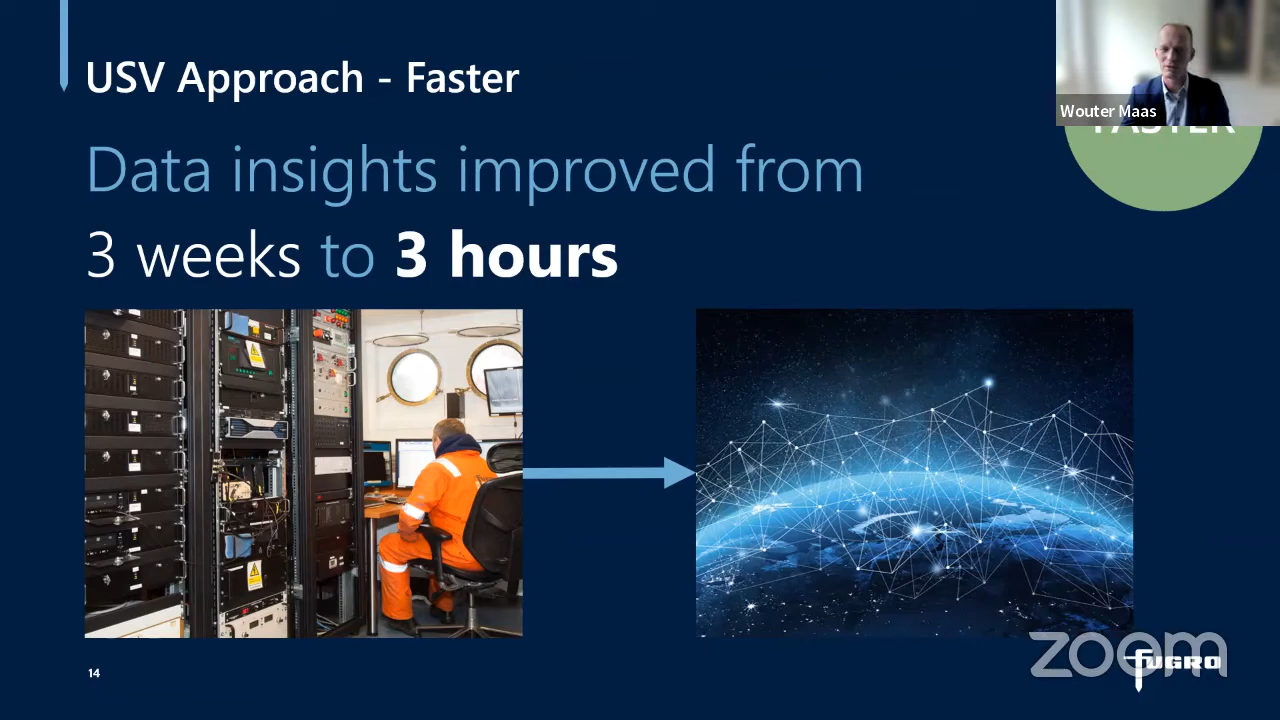 USV Approach - Faster
Wouter Maas
FASTER
Data insights improved from
3 weeks to 3 hours
14
zoom
FUGRO